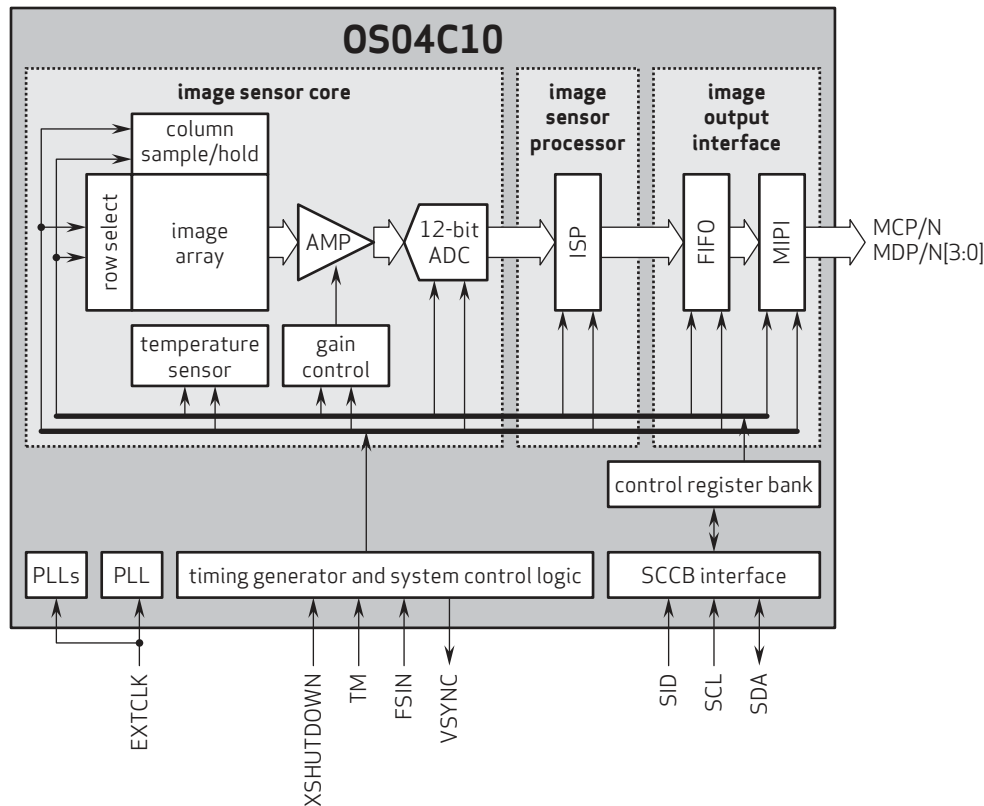 OS04C10
image sensor core
image
sensor
processor
image
output
interface
column
sample/hold
row select
image
array
AMP
12-bit
ADC
ISP
FIFO
MIPI
MCP/N
MDP/N[3:0]
temperature
sensor
gain
control
control register bank
PLLs
PLL
timing generator and system control logic
SCCB interface
EXTCLK
XSHUTDOWN
TM
FSIN
VSYNC
SID
SCL
SDA